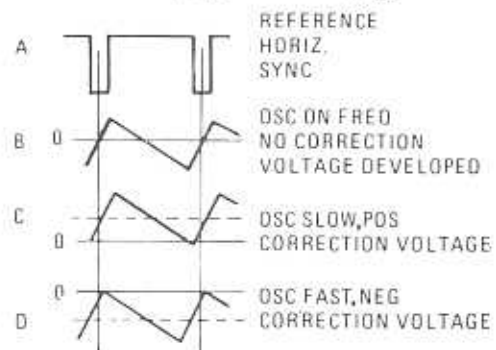 A
REFERENCE
HORIZ.
SYNC
B
0
OSC ON FREQ
NO CORRECTION
VOLTAGE DEVELOPED
C
0
OSC SLOW,POS
CORRECTION VOLTAGE
0
D
OSC FAST,NEG
CORRECTION VOLTAGE